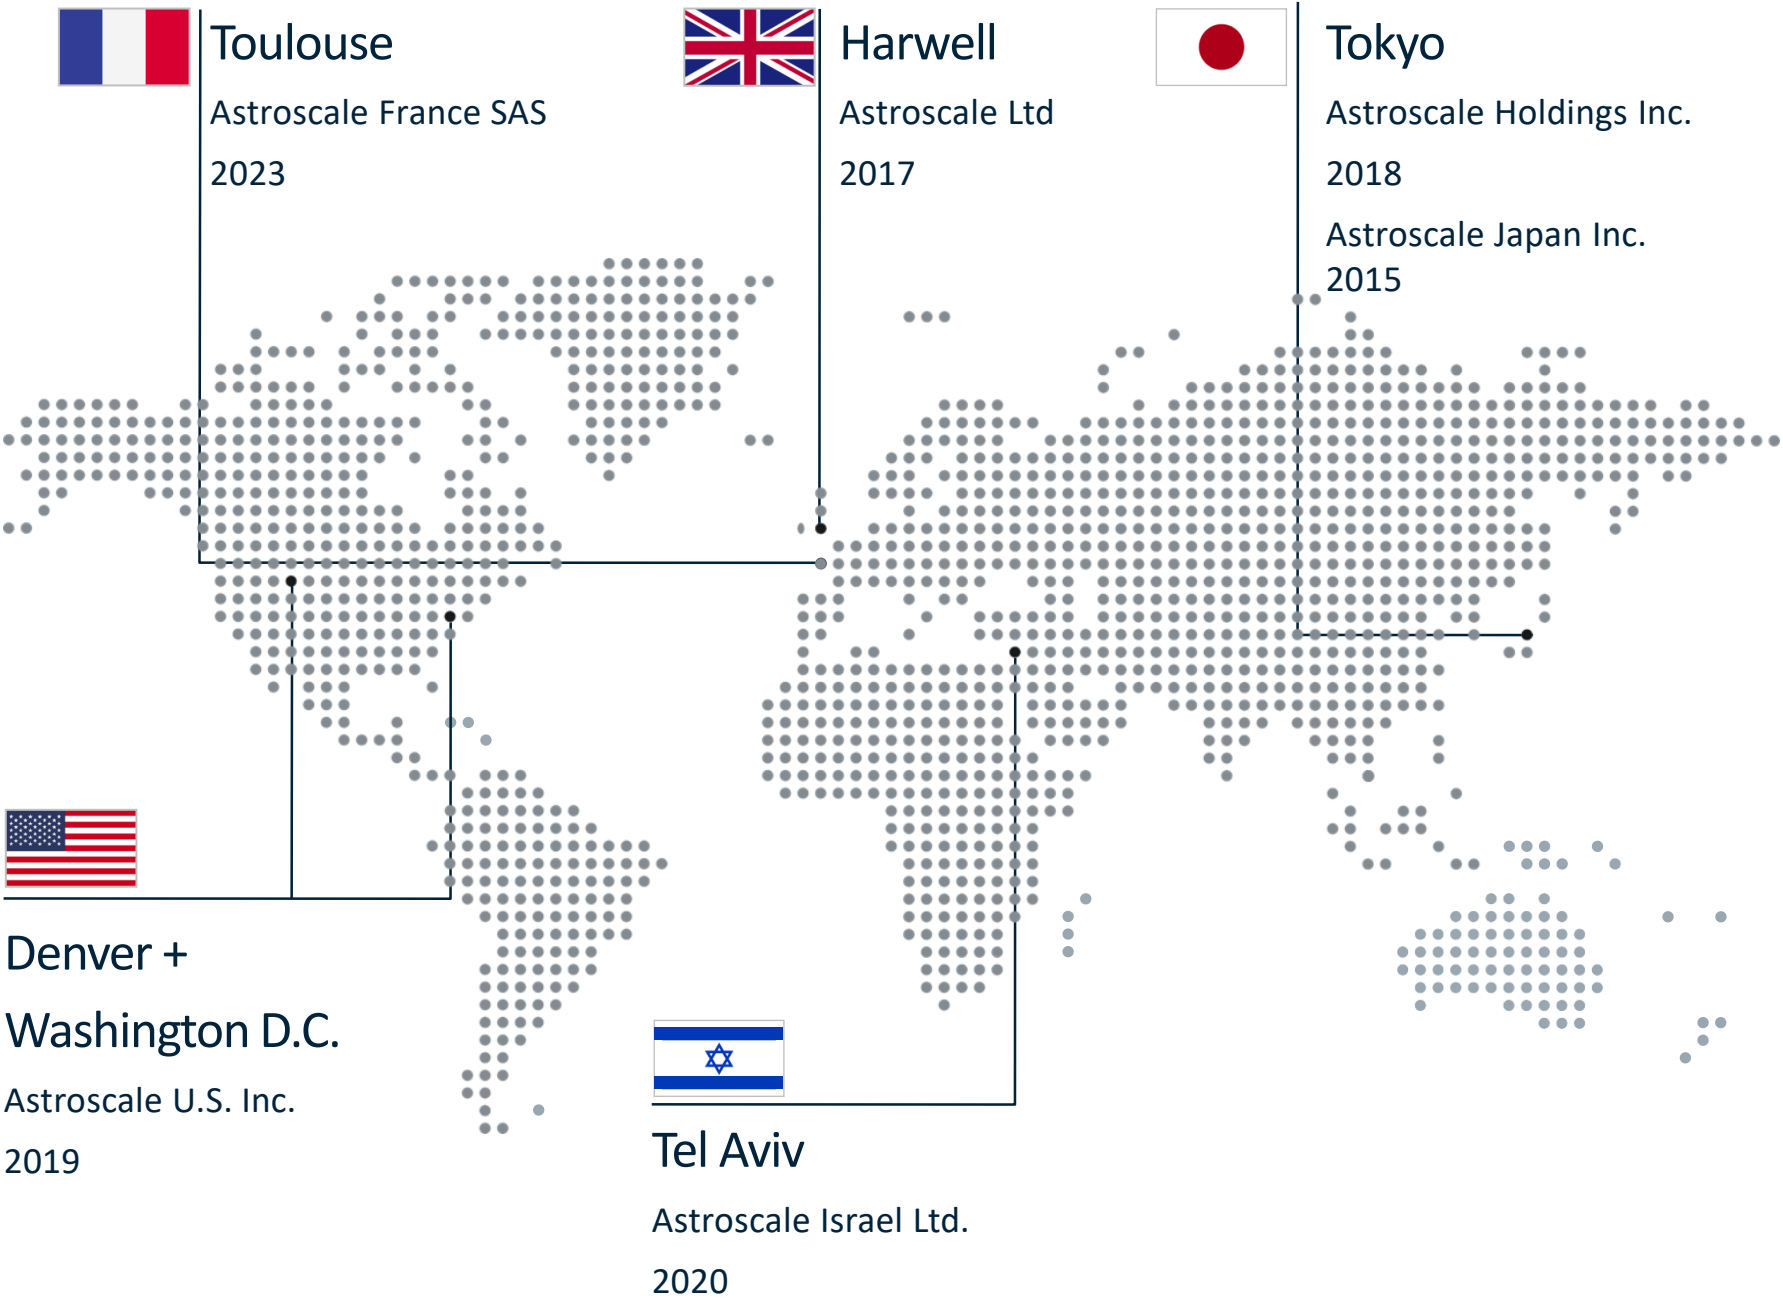 Toulouse
Astroscale France SAS
2023
Harwell
Astroscale Ltd
2017
Tokyo
Astroscale Holdings Inc.
2018
Astroscale Japan Inc.
2015
Denver +
Washington D.C.
Astroscale U.S. Inc.
2019
Tel Aviv
Astroscale Israel Ltd.
2020